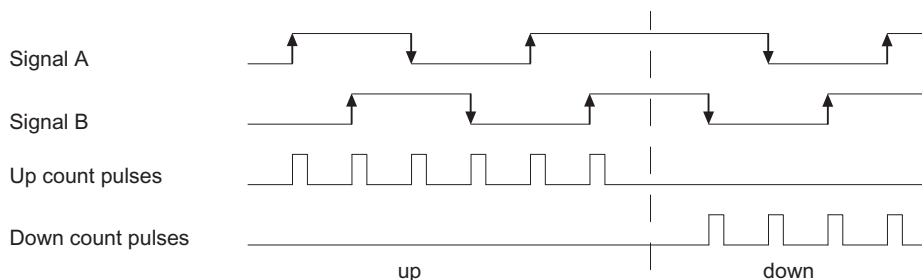 Signal A
Signal B
Up count pulses
Down count pulses
up down